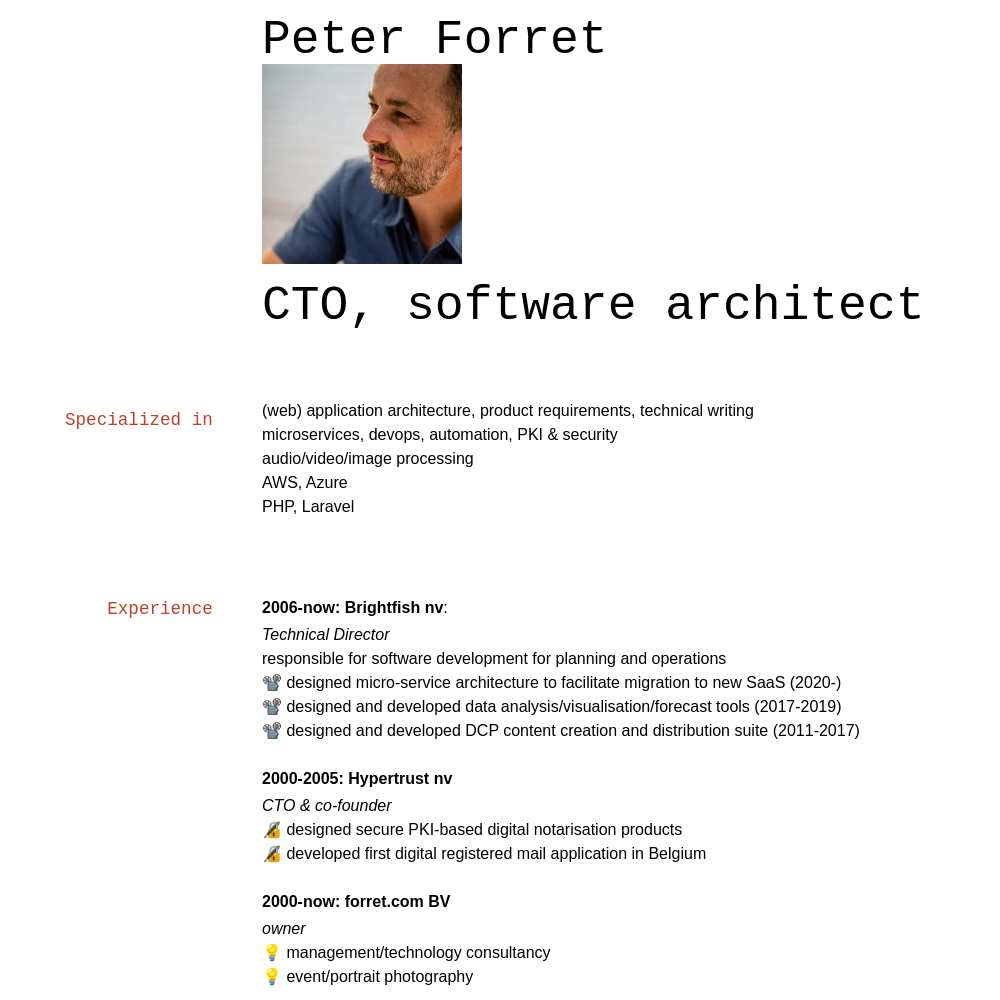 Peter Forret
CTO, software architect
Specialized in
(web) application architecture, product requirements, technical writing
microservices, devops, automation, PKI & security
audio/video/image processing
AWS, Azure
PHP, Laravel
Experience
2006-now: Brightfish nv:
Technical Director
responsible for software development for planning and operations
📽️ designed micro-service architecture to facilitate migration to new SaaS (2020-)
📽️ designed and developed data analysis/visualisation/forecast tools (2017-2019)
📽️ designed and developed DCP content creation and distribution suite (2011-2017)
2000-2005: Hypertrust nv
CTO & co-founder
🔏 designed secure PKI-based digital notarisation products
🔏 developed first digital registered mail application in Belgium
2000-now: forret.com BV
owner
💡 management/technology consultancy
💡 event/portrait photography